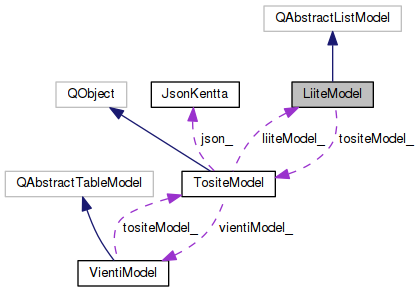 QAbstractListModel
QObject
JsonKentta
LiiteModel
json_
liiteModel_
tositeModel_
QAbstractTableModel
TositeModel
tositeModel_
vientiModel_
VientiModel